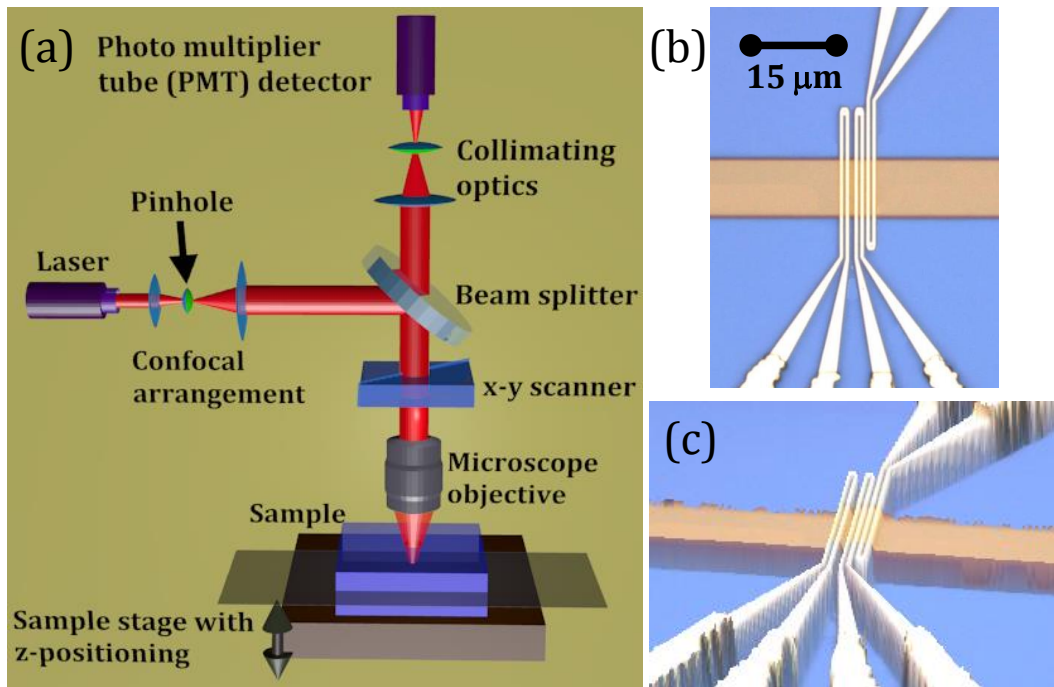 (a)
Photo multiplier
tube (PMT) detector
Collimating
optics
Pinhole
Laser
Beam splitter
Confocal
arrangement
x-y scanner
Microscope
objective
Sample
Sample stage with
z-positioning
(b)
15 μm
(c)